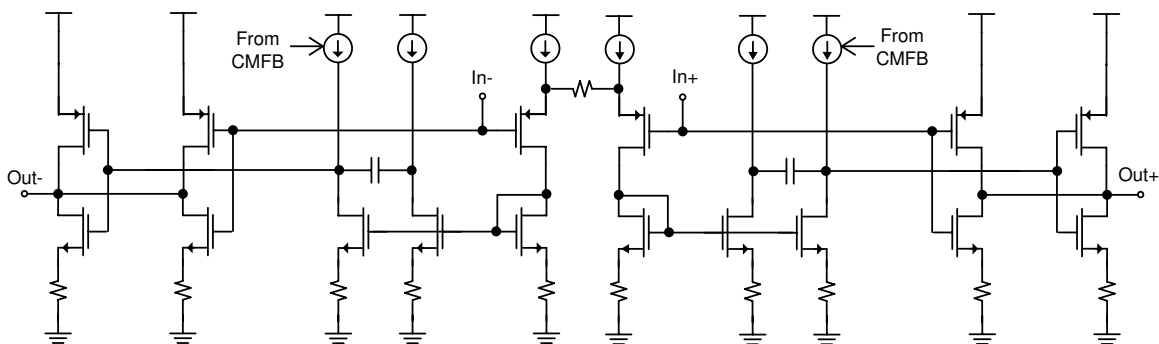 From
CMFB
In-
In+
From
CMFB
Out-
Out+